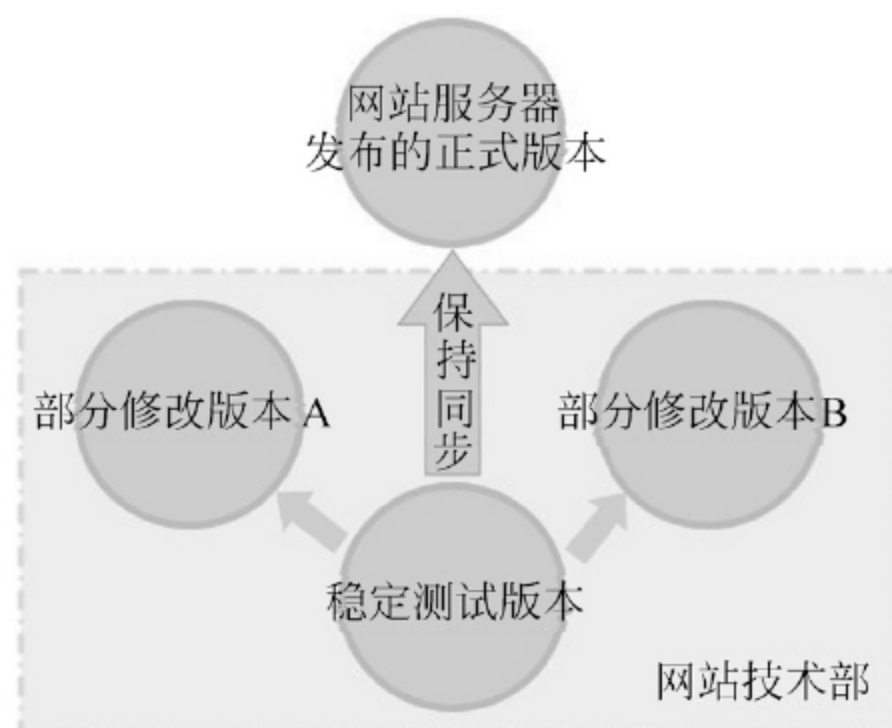 网站服务器
发布的正式版本
保持同步
部分修改版本A
部分修改版本B
稳定测试版本
网站技术部